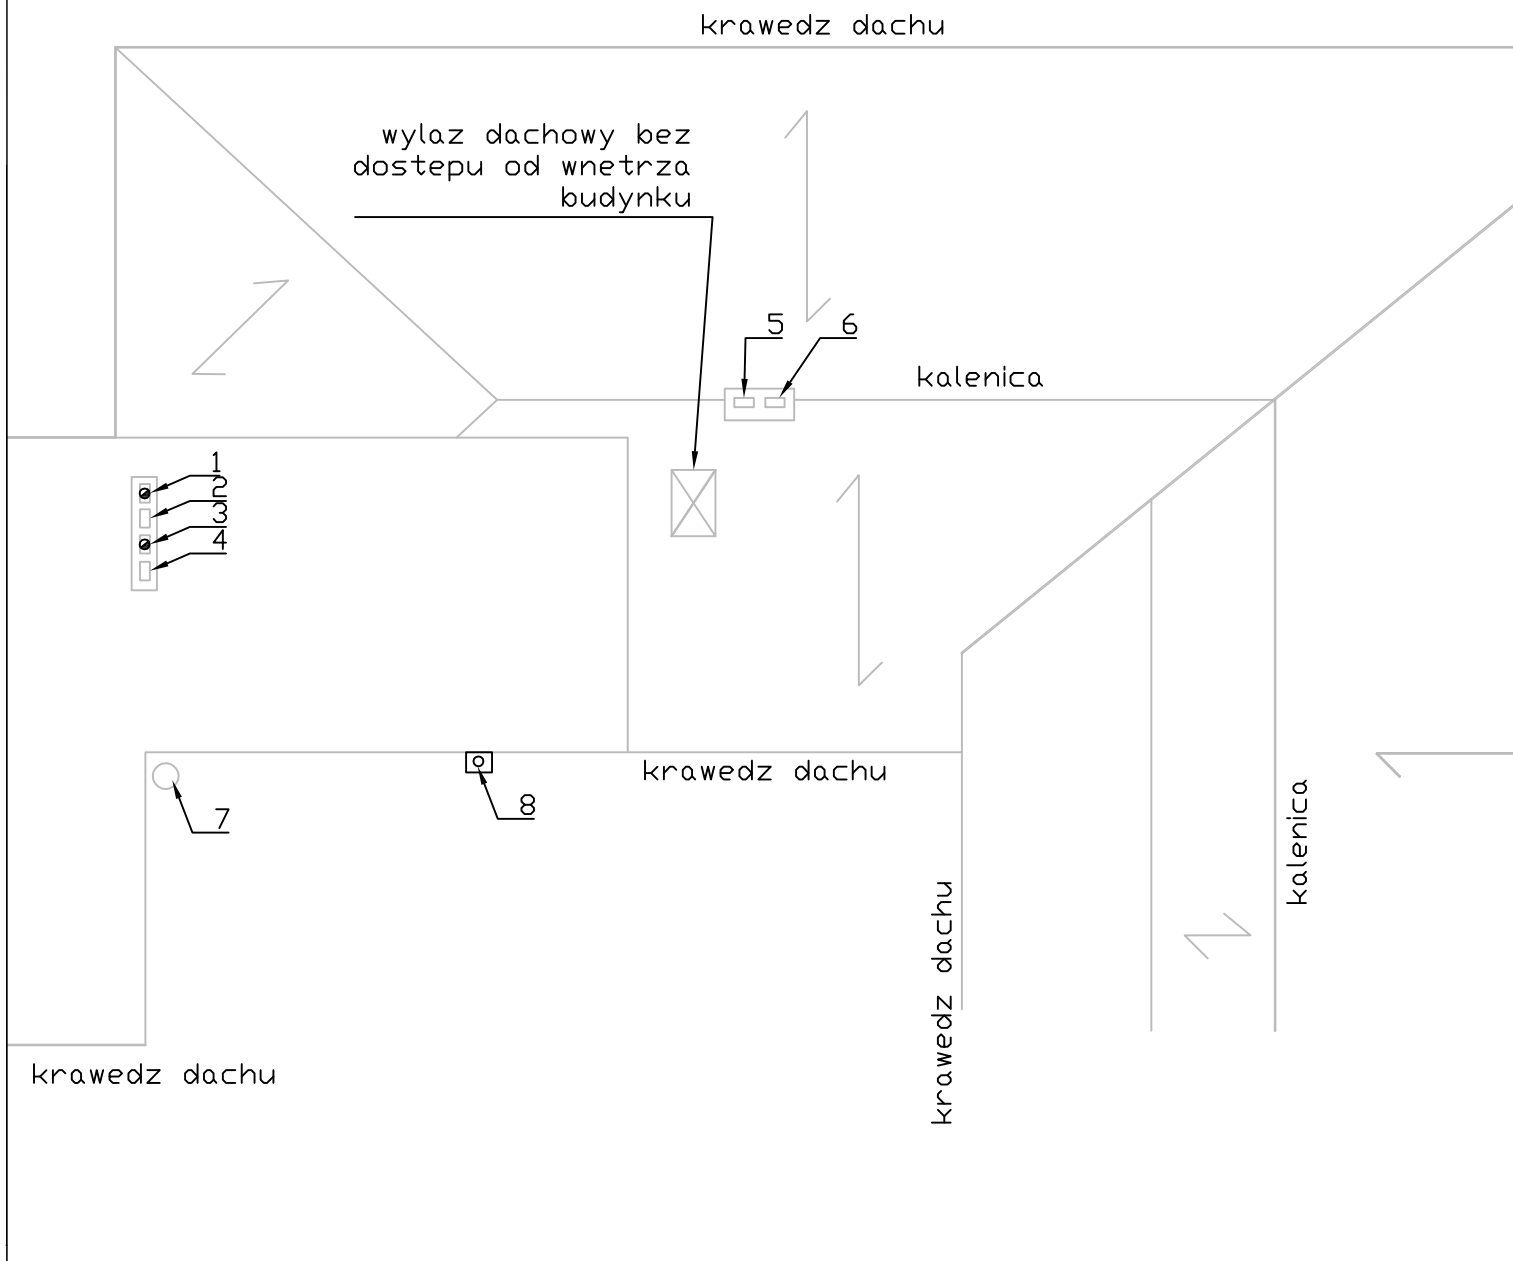 krawedz dachu
wylaz dachowy bez
dostepu od wnetrza
budynku
5
6
kalenica
1
2
3
4
krawedz dachu
7
8
kalenica
krawedz dachu
krawedz dachu